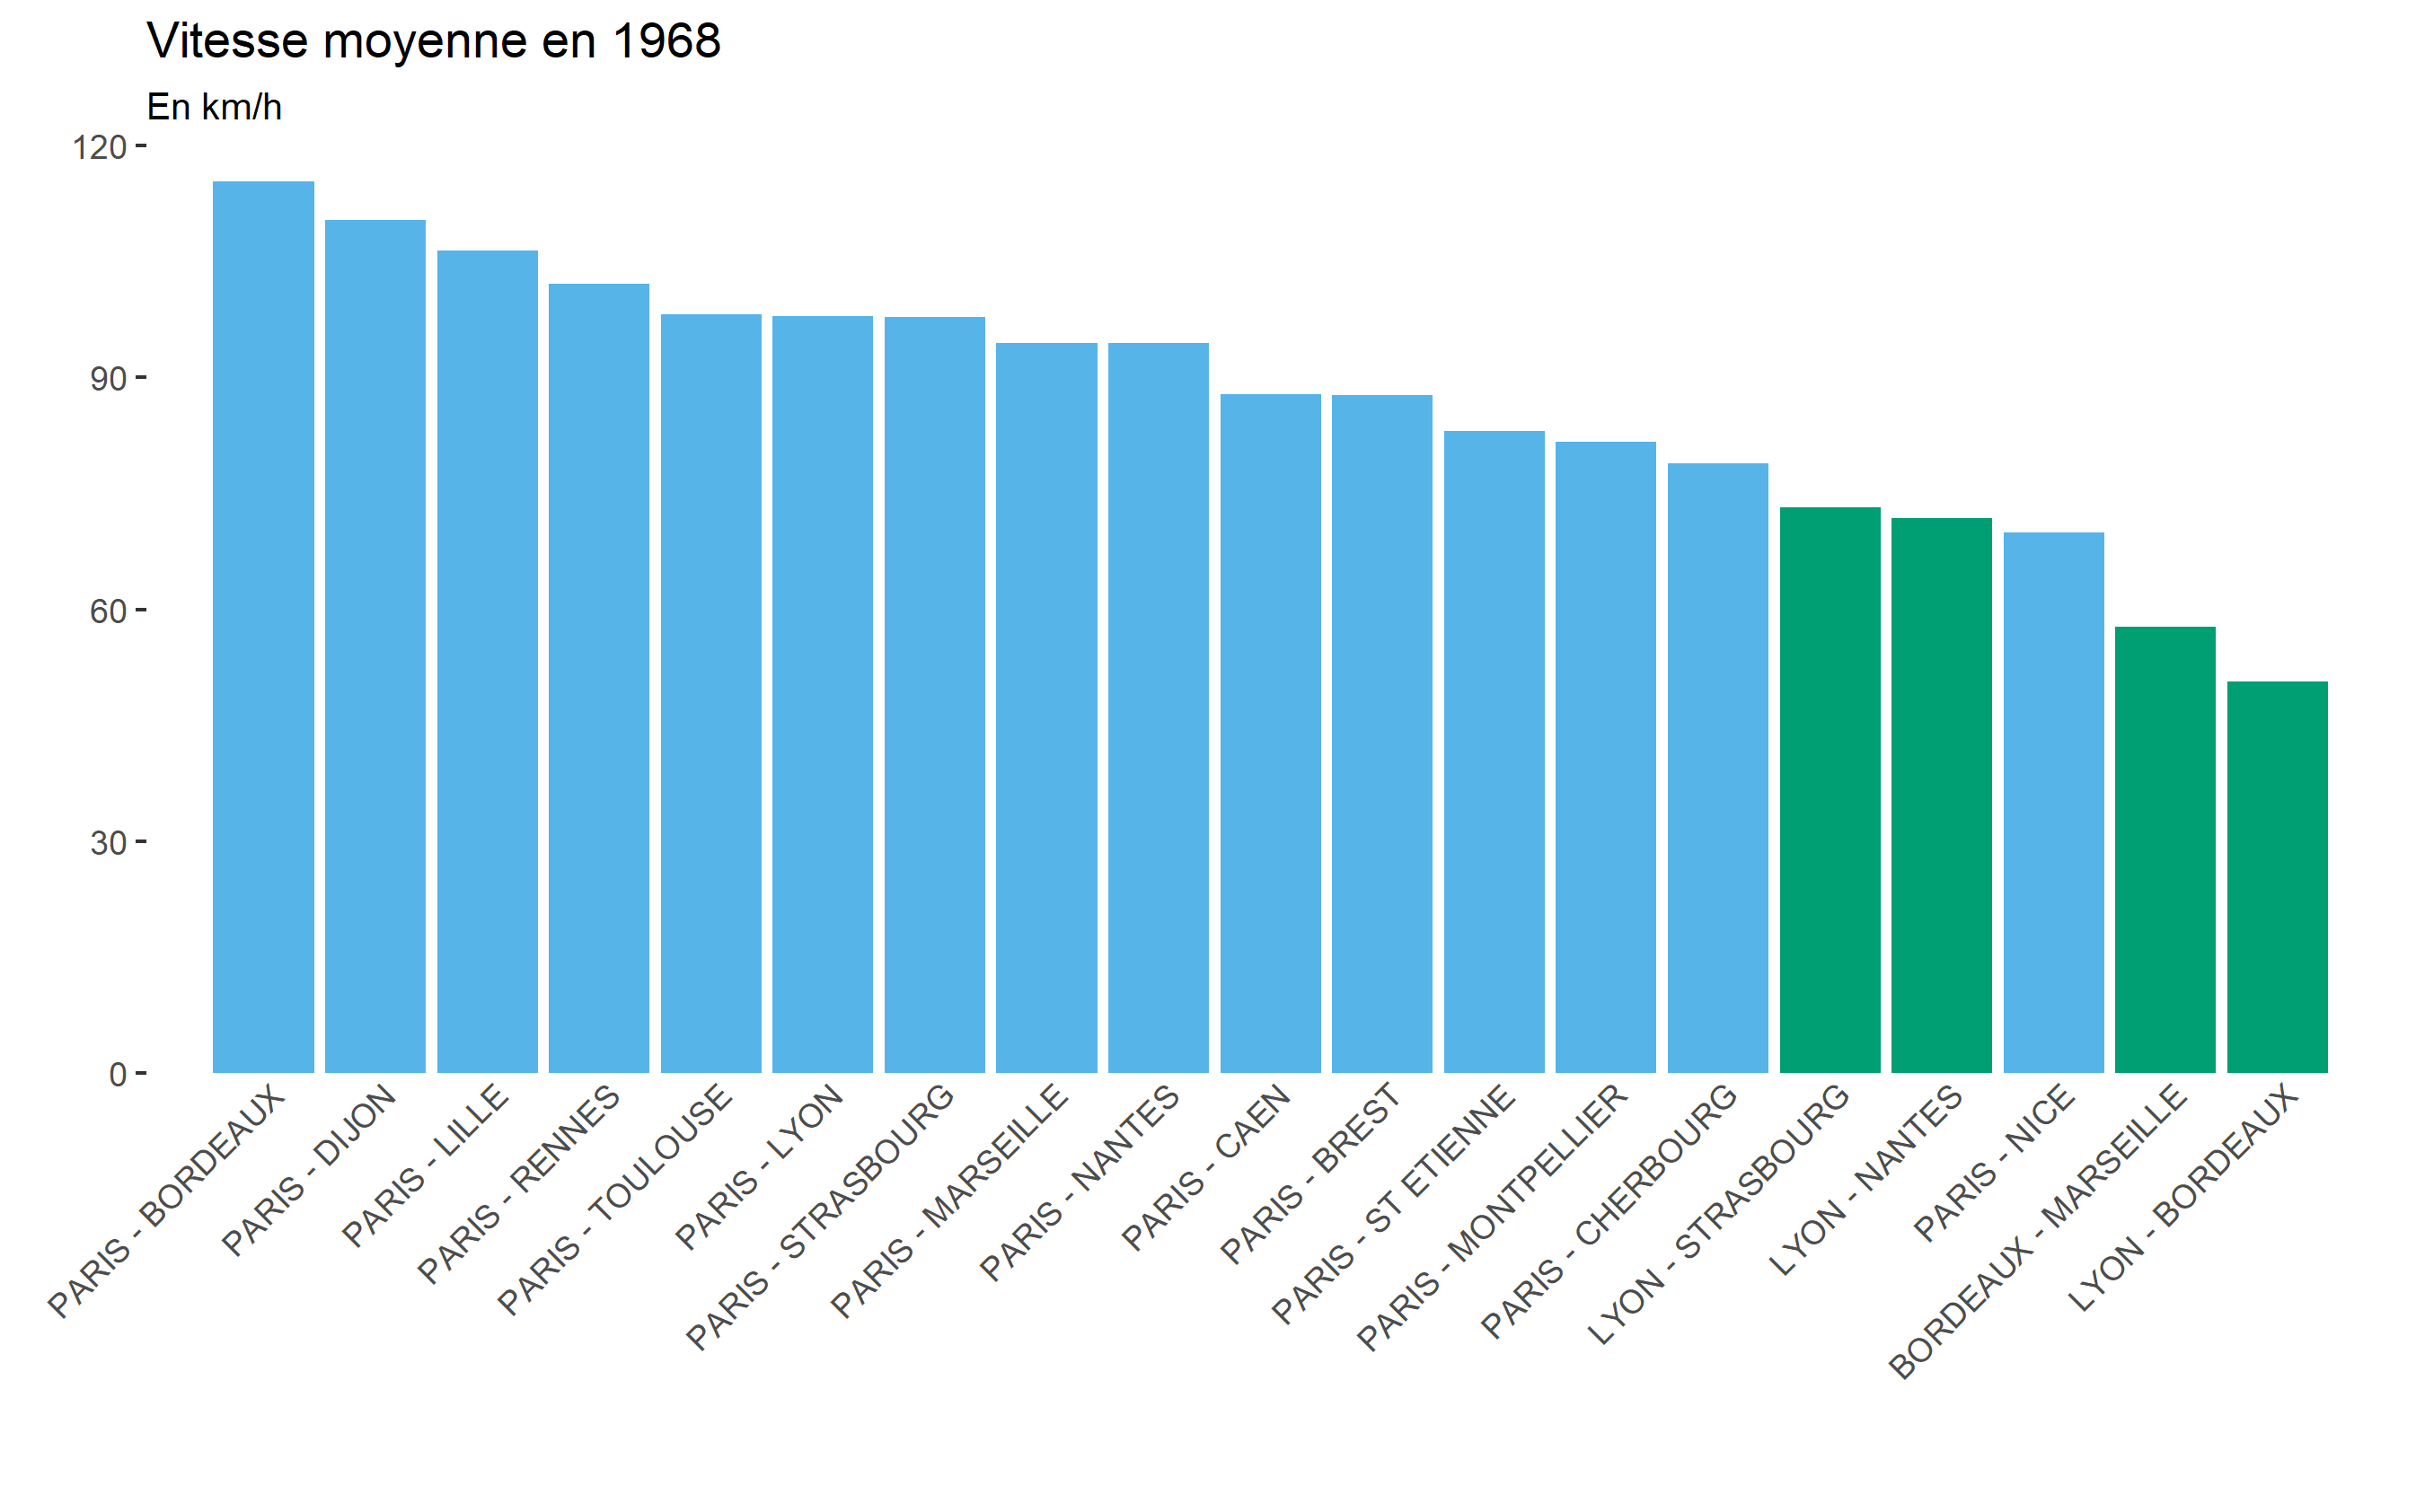 Vitesse moyenne en 1968
En km/h
120
90
60
30
0
PARIS - BORDEAUX
PARIS - DIJON
PARIS - LILLE
PARIS - RENNES
PARIS - TOULOUSE
PARIS - LYON
PARIS - STRASBOURG
PARIS - MARSEILLE
PARIS - NANTES
PARIS - CAEN
PARIS - BREST
PARIS - ST ETIENNE
PARIS - MONTPELLIER
PARIS - CHERBOURG
LYON - STRASBOURG
LYON - NANTES
PARIS - NICE
BORDEAUX - MARSEILLE
LYON - BORDEAUX